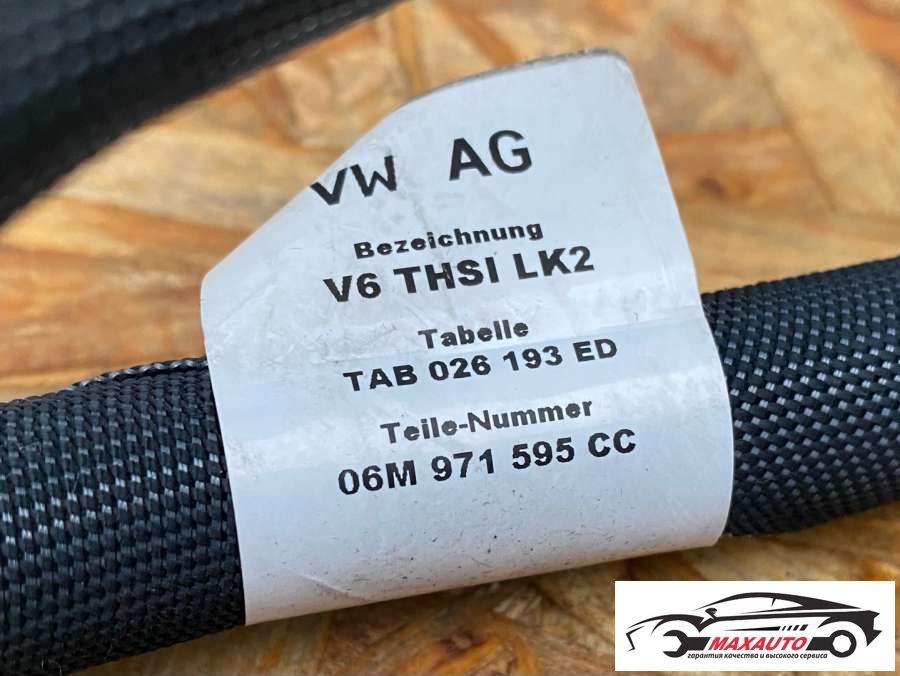 VW AG
Bezeichnung
V6 THSI LK2
Tabelle
TAB 026 193 ED
Teile-Nummer
06M 971 595 CC
MAXAUTO
гарантия качества и высокого сервиса